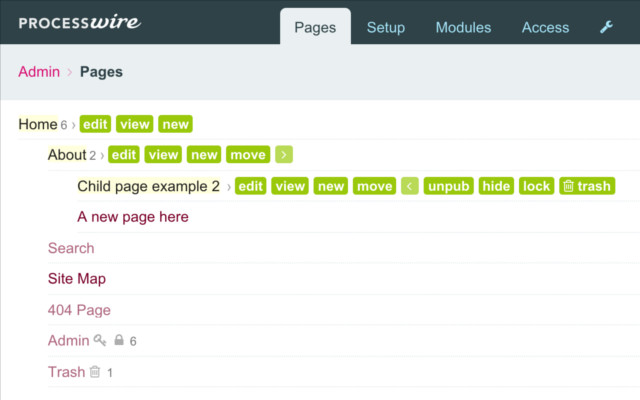 PROCESSwire Pages Setup Modules Access
Admin > Pages
Home 6 › edit view new
About 2 › edit view new move >
Child page example 2 › edit view new move < unpub hide lock trash
A new page here
Search
Site Map
404 Page
Admin 6
Trash 1